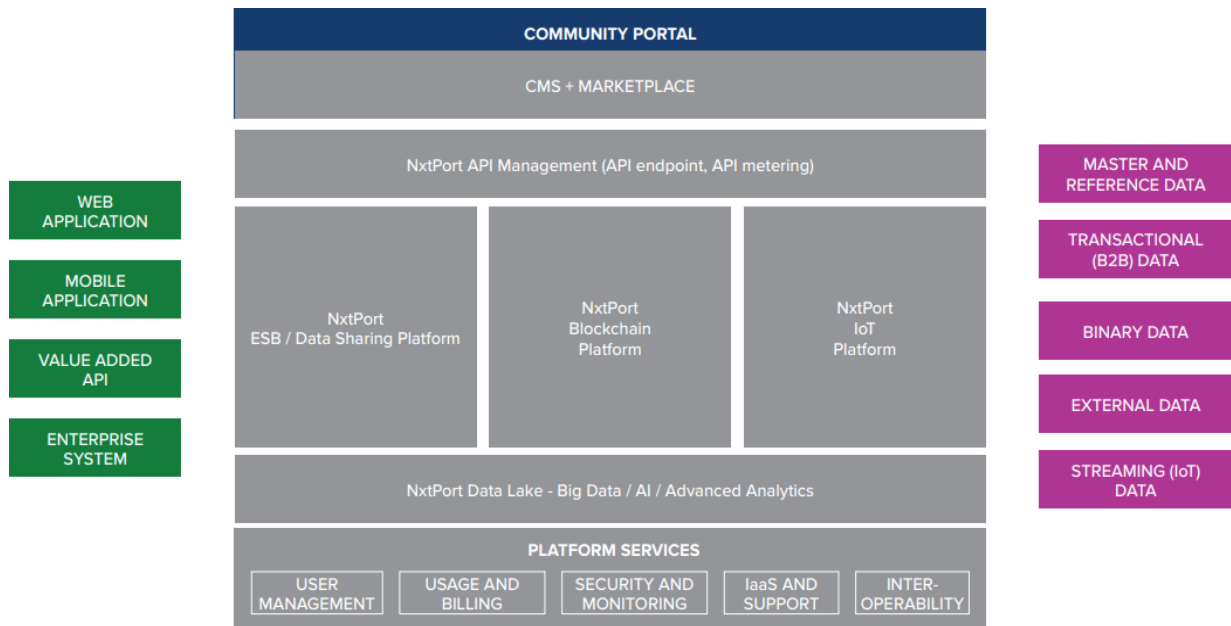 COMMUNITY PORTAL
CMS + MARKETPLACE
NxtPort API Management (API endpoint, API metering)
WEB
APPLICATION
MOBILE
APPLICATION
VALUE ADDED
API
ENTERPRISE
SYSTEM
NxtPort
ESB / Data Sharing Platform
NxtPort
Blockchain
Platform
NxtPort
IoT
Platform
MASTER AND
REFERENCE DATA
TRANSACTIONAL
(B2B) DATA
BINARY DATA
EXTERNAL DATA
STREAMING (IoT)
DATA
NxtPort Data Lake - Big Data / AI / Advanced Analytics
PLATFORM SERVICES
USER
MANAGEMENT
USAGE AND
BILLING
SECURITY AND
MONITORING
IaaS AND
SUPPORT
INTER-
OPERABILITY